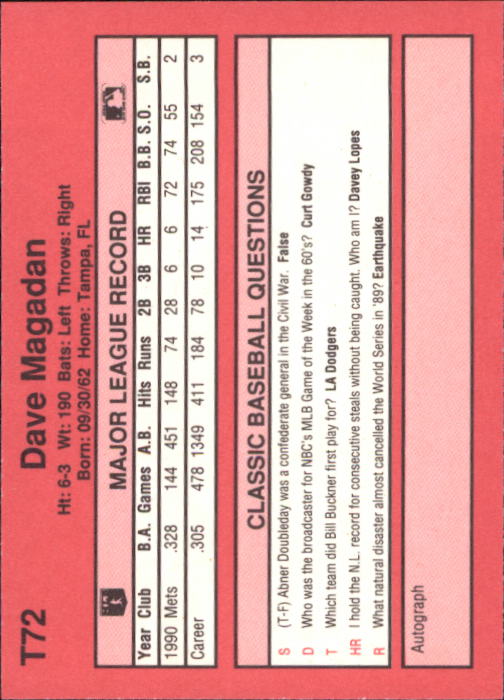 T72
Dave Magadan
Ht: 6-3 Wt: 190 Bats: Left Throws: Right
Born: 09/30/62 Home: Tampa, FL
MAJOR LEAGUE RECORD
Year Club B.A. Games A.B. Hits Runs 2B 3B HR RBI B.B. S.O. S.B.
1990 Mets .328 144 451 148 74 28 6 6 72 74 55 2
Career .305 478 1349 411 184 78 10 14 175 208 154 3
CLASSIC BASEBALL QUESTIONS
S (T-F) Abner Doubleday was a confederate general in the Civil War. False
D Who was the broadcaster for NBC's MLB Game of the Week in the 60's? Curt Gowdy
T Which team did Bill Buckner first play for? LA Dodgers
HR I hold the N.L. record for consecutive steals without being caught. Who am I? Davey Lopes
R What natural disaster almost cancelled the World Series in '89? Earthquake
Autograph